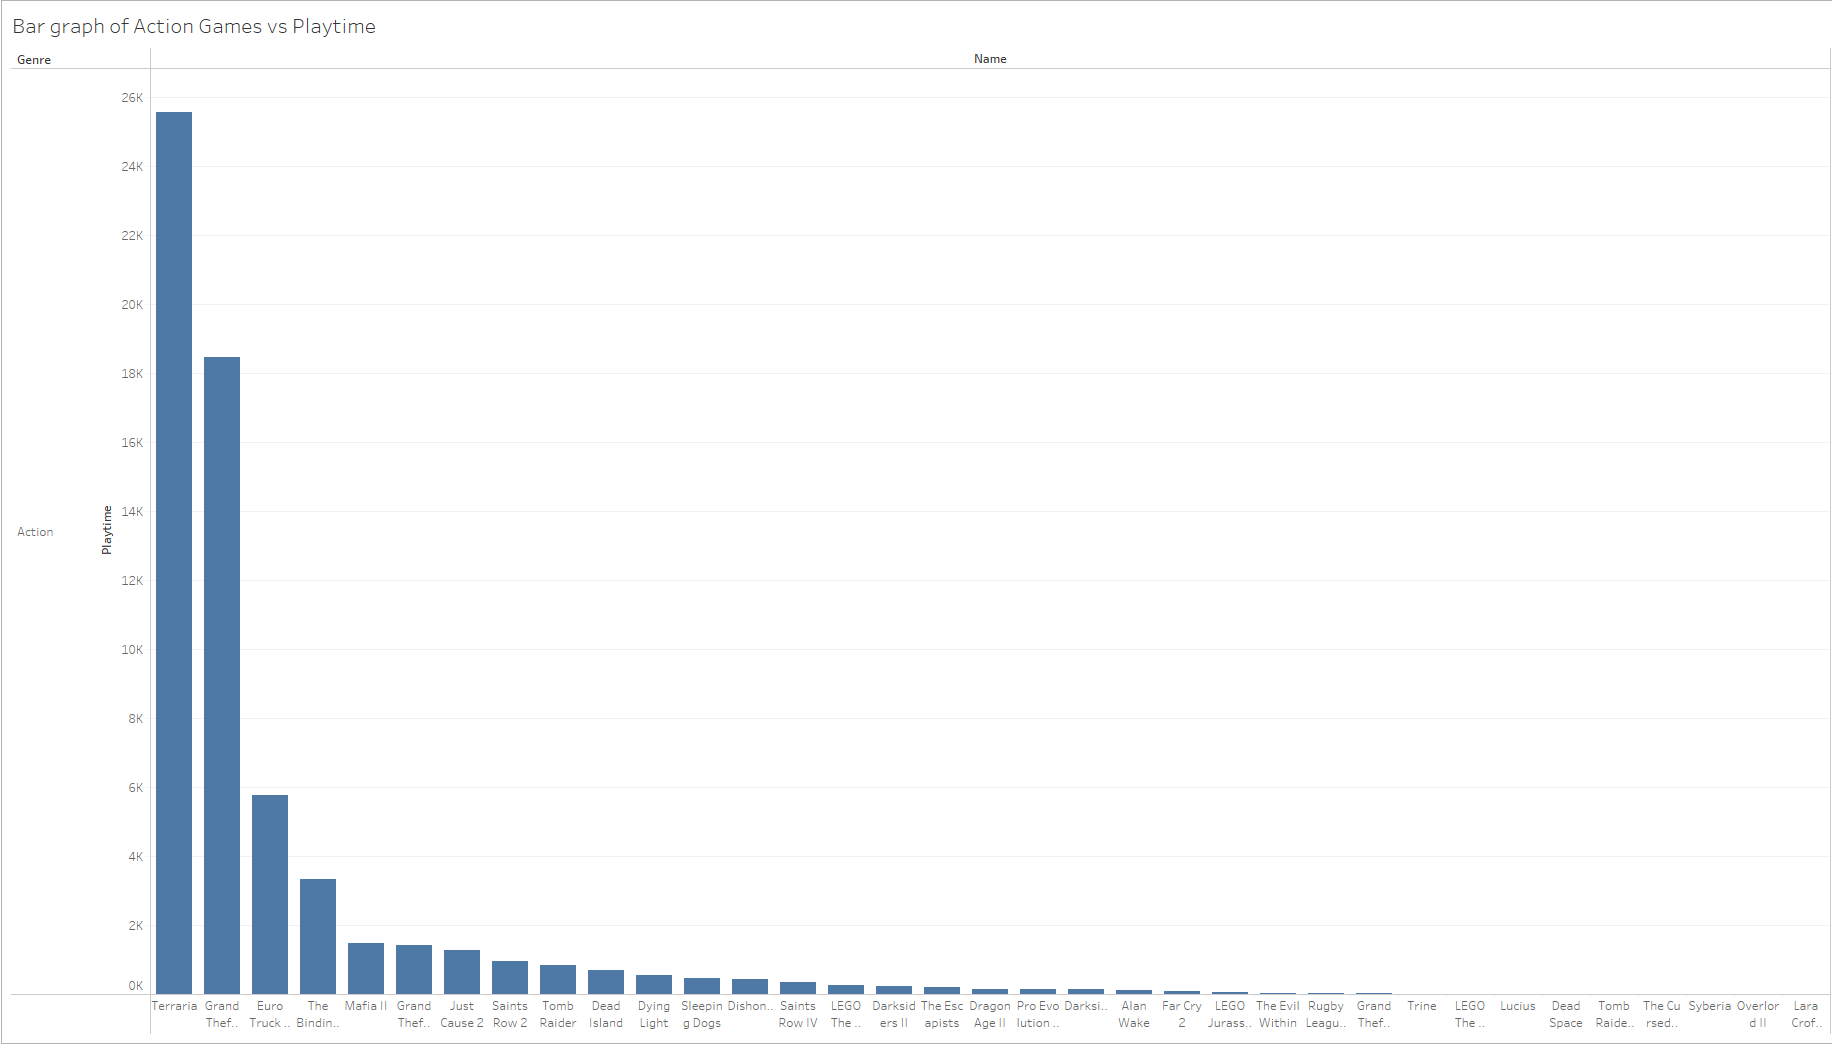 Bar graph of Action Games vs Playtime
Genre
Name
26K
24K
22K
20K
18K
16K
14K
12K
10K
8K
6K
4K
2K
0K
Playtime
Action
Terraria
Grand
Thef..
Euro
Truck ..
The
Bindin..
Mafia II
Grand
Thef..
Just
Cause 2
Saints
Row 2
Tomb
Raider
Dead
Island
Dying
Light
Sleepin
g Dogs
Dishon..
Saints
Row IV
LEGO
The ..
Darksid
ers II
The Esc
apists
Dragon
Age II
Pro Evo
lution ..
Darksi..
Alan
Wake
Far Cry
2
LEGO
Jurass..
The Evil
Within
Rugby
Leagu..
Grand
Thef..
Trine
LEGO
The ..
Lucius
Dead
Space
Tomb
Raide..
The Cu
rsed..
Syberia
Overlor
d II
Lara
Crof..